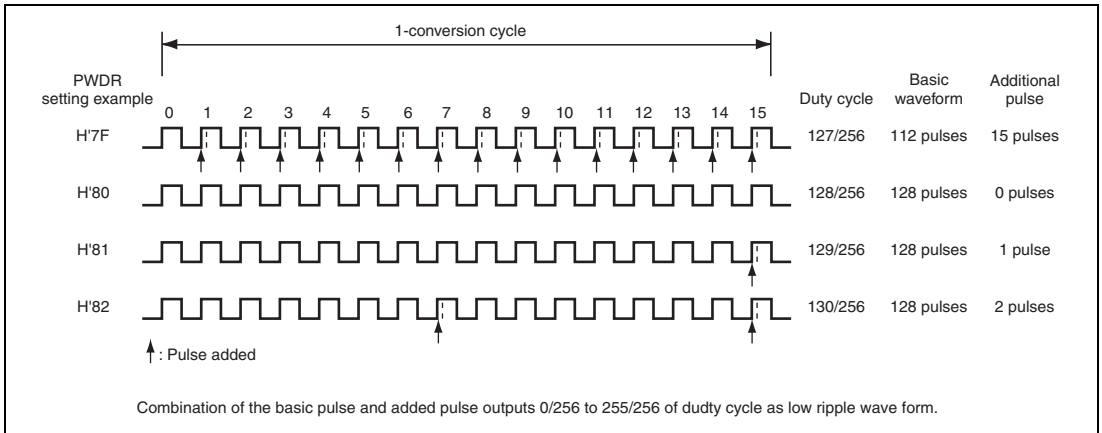 1-conversion cycle
PWDR
setting example
Duty cycle
Basic
waveform
Additional
pulse
0 1 2 3 4 5 6 7 8 9 10 11 12 13 14 15
H'7F 127/256 112 pulses 15 pulses
H'80 128/256 128 pulses 0 pulses
H'81 129/256 128 pulses 1 pulse
H'82 130/256 128 pulses 2 pulses
: Pulse added
Combination of the basic pulse and added pulse outputs 0/256 to 255/256 of dudty cycle as low ripple wave form.